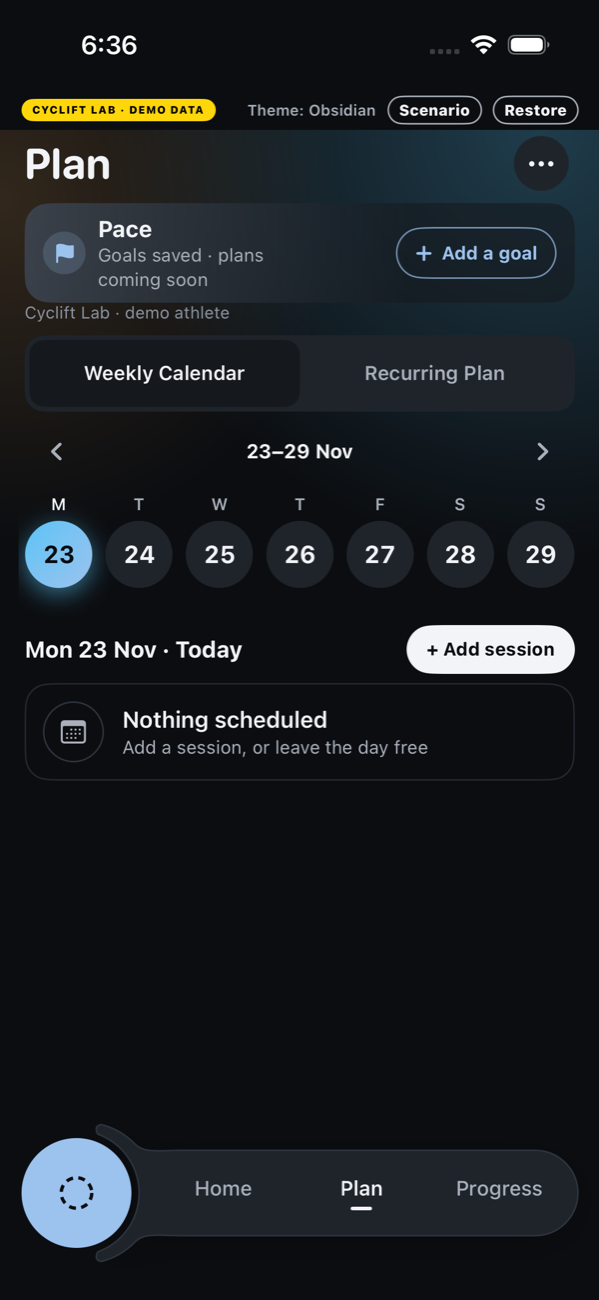 6:36
CYCLIFT LAB · DEMO DATA
Theme: Obsidian
Scenario
Restore
Plan
Pace
Goals saved · plans
coming soon
+ Add a goal
Cyclift Lab · demo athlete
Weekly Calendar
Recurring Plan
23–29 Nov
M T W T F S S
23 24 25 26 27 28 29
Mon 23 Nov · Today
+ Add session
Nothing scheduled
Add a session, or leave the day free
Home
Plan
Progress